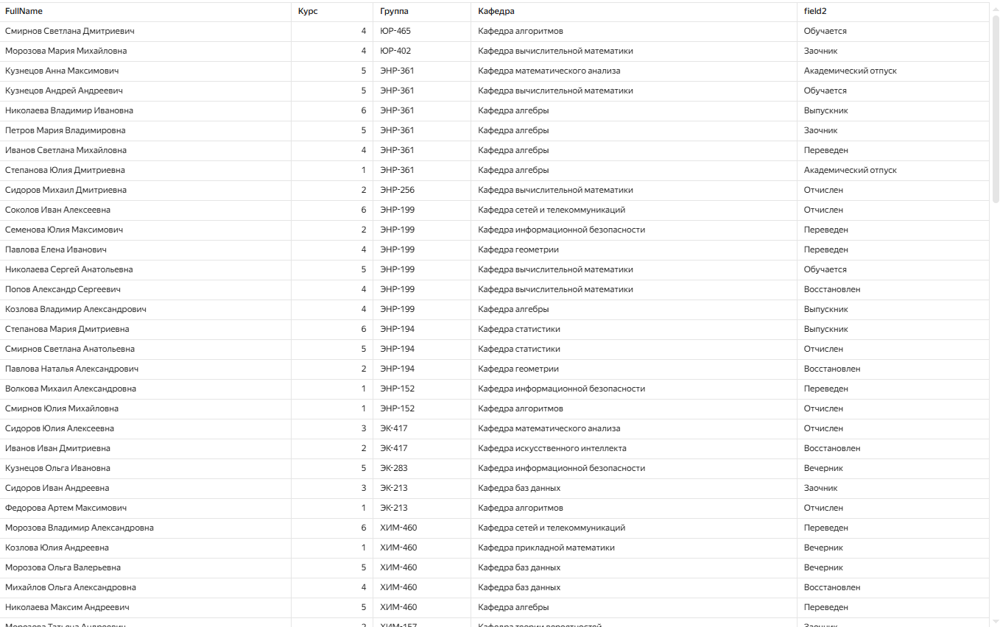 FullName Курс Группа Кафедра field2
Смирнов Светлана Дмитриевич 4 ЮР-465 Кафедра алгоритмов Обучается
Морозова Мария Михайловна 4 ЮР-402 Кафедра вычислительной математики Заочник
Кузнецов Анна Максимович 5 ЭНР-361 Кафедра математического анализа Академический отпуск
Кузнецов Андрей Андреевич 5 ЭНР-361 Кафедра вычислительной математики Обучается
Николаева Владимир Ивановна 6 ЭНР-361 Кафедра алгебры Выпускник
Петров Мария Владимировна 5 ЭНР-361 Кафедра алгебры Заочник
Иванов Светлана Михайловна 4 ЭНР-361 Кафедра алгебры Переведен
Степанова Юлия Дмитриевна 1 ЭНР-361 Кафедра алгебры Академический отпуск
Сидоров Михаил Дмитриевна 2 ЭНР-256 Кафедра вычислительной математики Отчислен
Соколов Иван Алексеевна 6 ЭНР-199 Кафедра сетей и телекоммуникаций Отчислен
Семенова Юлия Максимович 2 ЭНР-199 Кафедра информационной безопасности Переведен
Павлова Елена Иванович 4 ЭНР-199 Кафедра геометрии Переведен
Николаева Сергей Анатольевна 5 ЭНР-199 Кафедра вычислительной математики Обучается
Попов Александр Сергеевич 4 ЭНР-199 Кафедра вычислительной математики Восстановлен
Козлова Владимир Александрович 4 ЭНР-199 Кафедра алгебры Выпускник
Степанова Мария Дмитриевна 6 ЭНР-194 Кафедра статистики Выпускник
Смирнов Светлана Анатольевна 5 ЭНР-194 Кафедра статистики Отчислен
Павлова Наталья Александрович 2 ЭНР-194 Кафедра геометрии Восстановлен
Волкова Михаил Александровна 1 ЭНР-152 Кафедра информационной безопасности Переведен
Смирнов Юлия Михайловна 1 ЭНР-152 Кафедра алгоритмов Отчислен
Сидоров Юлия Алексеевна 3 ЭК-417 Кафедра математического анализа Отчислен
Иванов Иван Дмитриевна 2 ЭК-417 Кафедра искусственного интеллекта Восстановлен
Кузнецов Ольга Ивановна 5 ЭК-283 Кафедра информационной безопасности Вечерник
Сидоров Иван Андреевна 3 ЭК-213 Кафедра баз данных Заочник
Федорова Артем Максимович 1 ЭК-213 Кафедра алгоритмов Отчислен
Морозова Владимир Александровна 6 ХИМ-460 Кафедра сетей и телекоммуникаций Переведен
Козлова Юлия Андреевна 1 ХИМ-460 Кафедра прикладной математики Вечерник
Морозова Ольга Валерьевна 5 ХИМ-460 Кафедра баз данных Вечерник
Михайлов Ольга Александровна 4 ХИМ-460 Кафедра баз данных Восстановлен
Николаева Максим Андреевич 5 ХИМ-460 Кафедра алгебры Переведен
Морозова Татьяна Андреевич 2 ХИМ-157 Кафедра теории вероятностей Заочник